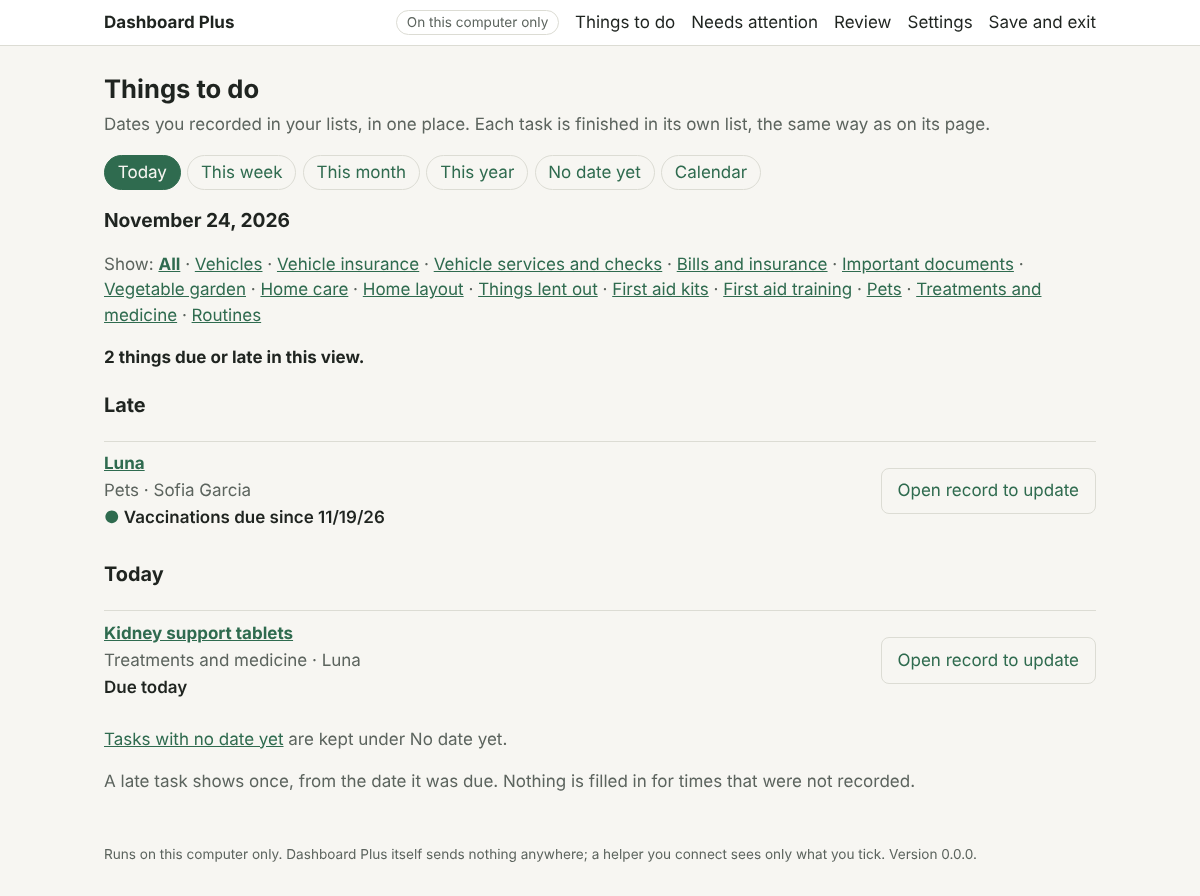 Dashboard Plus
On this computer only
Things to do
Needs attention
Review
Settings
Save and exit
Things to do
Dates you recorded in your lists, in one place. Each task is finished in its own list, the same way as on its page.
Today
This week
This month
This year
No date yet
Calendar
November 24, 2026
Show: All · Vehicles · Vehicle insurance · Vehicle services and checks · Bills and insurance · Important documents ·
Vegetable garden · Home care · Home layout · Things lent out · First aid kits · First aid training · Pets · Treatments and
medicine · Routines
2 things due or late in this view.
Late
Luna
Pets · Sofia Garcia
Vaccinations due since 11/19/26
Open record to update
Today
Kidney support tablets
Treatments and medicine · Luna
Due today
Open record to update
Tasks with no date yet are kept under No date yet.
A late task shows once, from the date it was due. Nothing is filled in for times that were not recorded.
Runs on this computer only. Dashboard Plus itself sends nothing anywhere; a helper you connect sees only what you tick. Version 0.0.0.